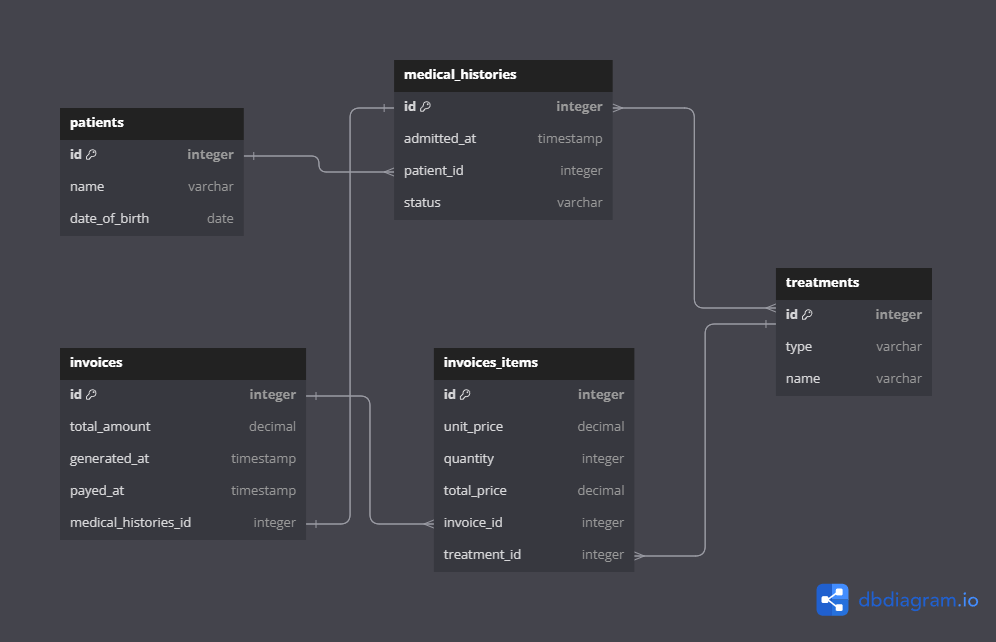 medical_histories
id integer
admitted_at timestamp
patient_id integer
status varchar
patients
id integer
name varchar
date_of_birth date
treatments
id integer
type varchar
name varchar
invoices
id integer
total_amount decimal
generated_at timestamp
payed_at timestamp
medical_histories_id integer
invoices_items
id integer
unit_price decimal
quantity integer
total_price decimal
invoice_id integer
treatment_id integer
dbdiagram.io